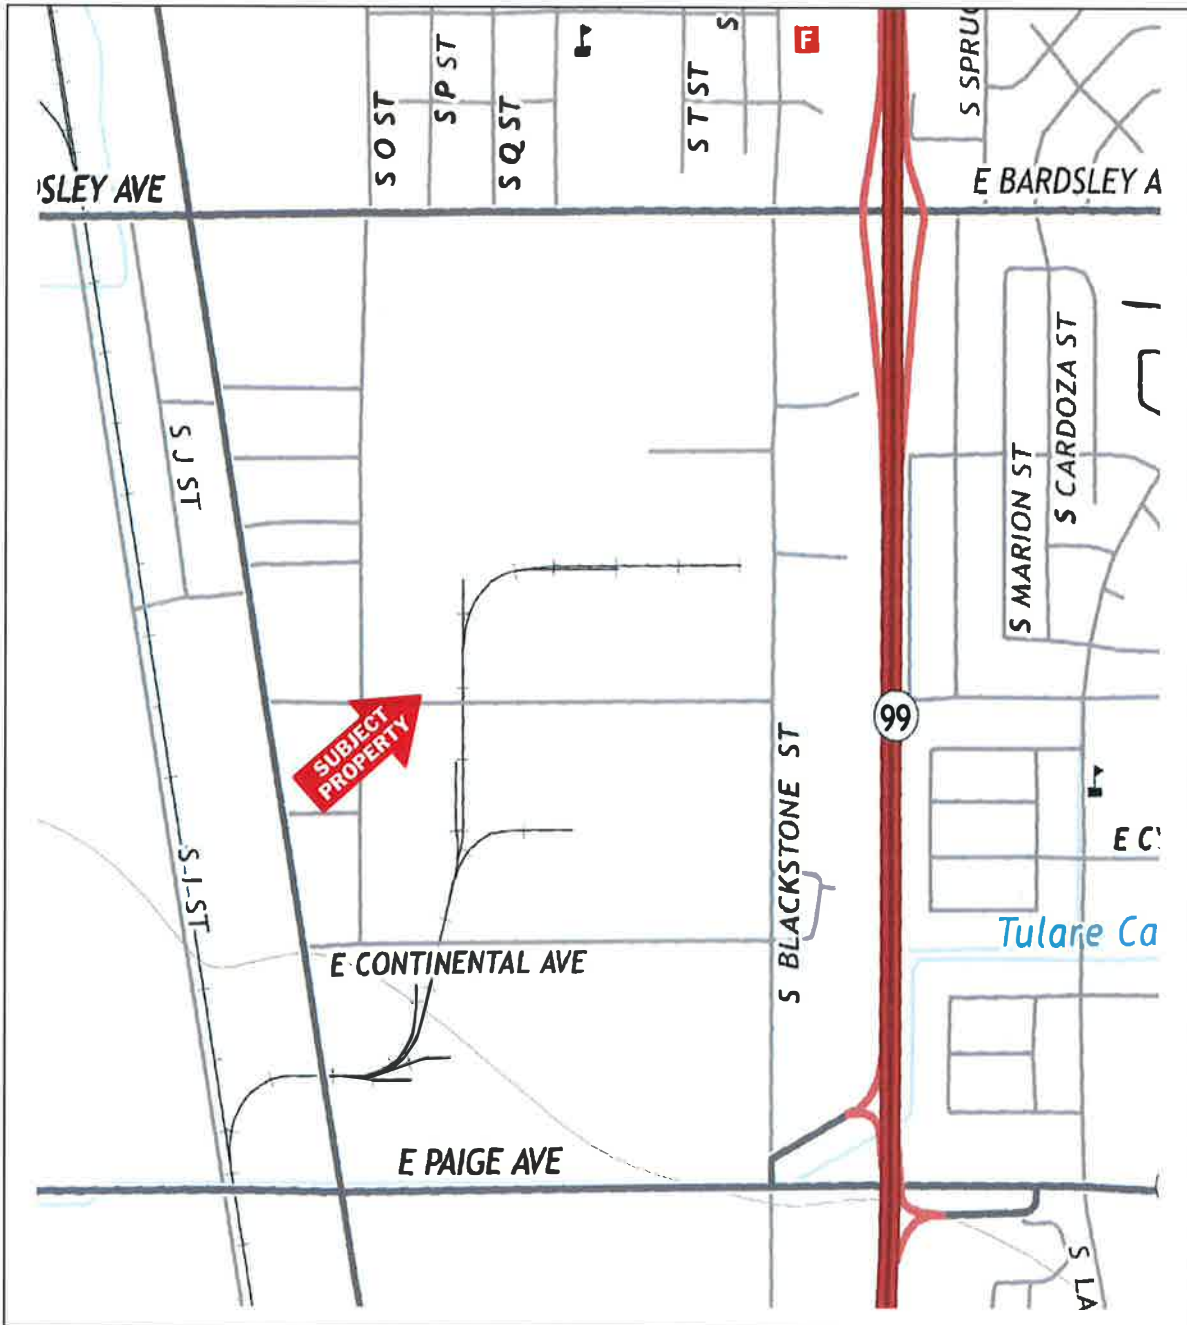 S SPRUC
S P ST
S
F
S O ST
S Q ST
S T ST
SLEY AVE
E BARDSLEY A
S J ST
S CARDOZA ST
S MARION ST
SUBJECT
PROPERTY
99
S BLACKSTONE ST
E C
S I ST
Tulare Ca
E CONTINENTAL AVE
E PAIGE AVE
S LA